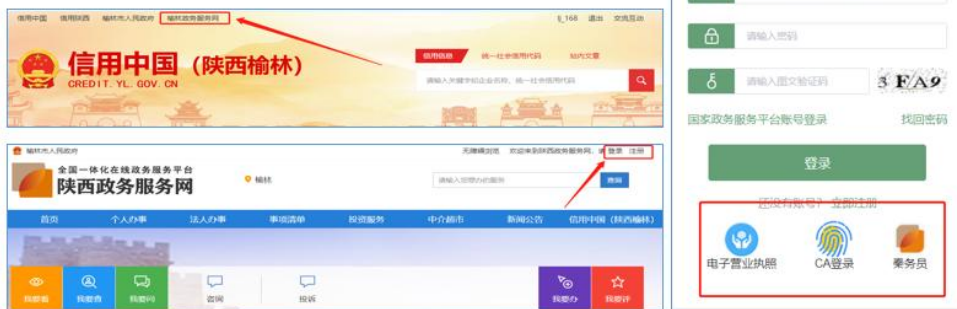 信用中国 信用陕西 榆林市人民政府 榆林政务服务网
tj_168 退出 交流互动
信用中国(陕西榆林)
CREDIT.YL.GOV.CN
信用信息 统一社会信用代码 站内文章
请输入关键字如企业名称、统一社会信用代码
榆林市人民政府
无障碍浏览 欢迎来到陕西政务服务网,请 登录 注册
全国一体化在线政务服务平台
陕西政务服务网
榆林
请输入您想办的服务
查询
首页 个人办事 法人办事 事项清单 投资服务 中介超市 新闻公告 信用中国(陕西榆林)
我要看 我要查 我要问 咨询 投诉 我要办 我要评
请输入密码
请输入图文验证码
3 FA9
国家政务服务平台账号登录 找回密码
登录
还没有账号? 立即注册
电子营业执照 CA登录 秦务员